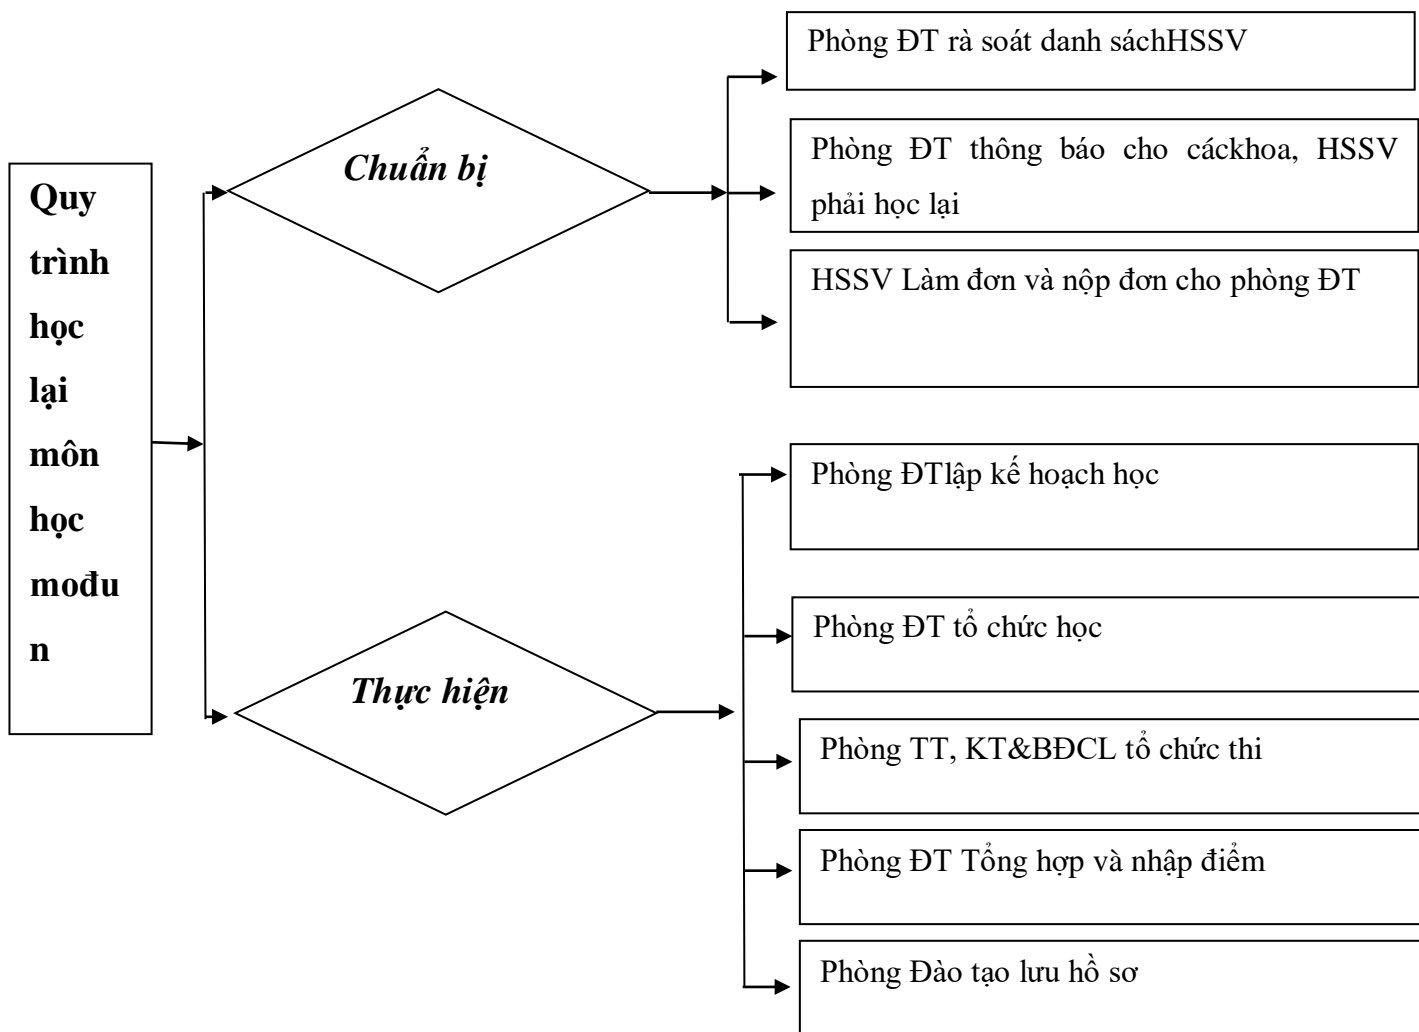 Quy
trình
học
lại
môn
học
mođu
n
Chuẩn bị
Phòng ĐT rà soát danh sáchHSSV
Phòng ĐT thông báo cho cáckhoa, HSSV
phải học lại
HSSV Làm đơn và nộp đơn cho phòng ĐT
Thực hiện
Phòng ĐTlập kế hoạch học
Phòng ĐT tổ chức học
Phòng TT, KT&BĐCL tổ chức thi
Phòng ĐT Tổng hợp và nhập điểm
Phòng Đào tạo lưu hồ sơ